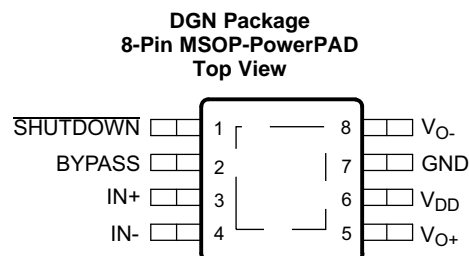 DGN Package
8-Pin MSOP-PowerPAD
Top View
SHUTDOWN 1 8 VO-
BYPASS 2 7 GND
IN+ 3 6 VDD
IN- 4 5 VO+